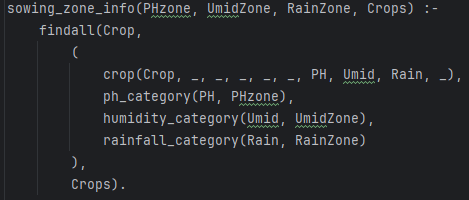 sowing_zone_info(PHzone, UmidZone, RainZone, Crops) :-
    findall(Crop,
        (
            crop(Crop, _, _, _, _, _, PH, Umid, Rain, _),
            ph_category(PH, PHzone),
            humidity_category(Umid, UmidZone),
            rainfall_category(Rain, RainZone)
        ),
        Crops).